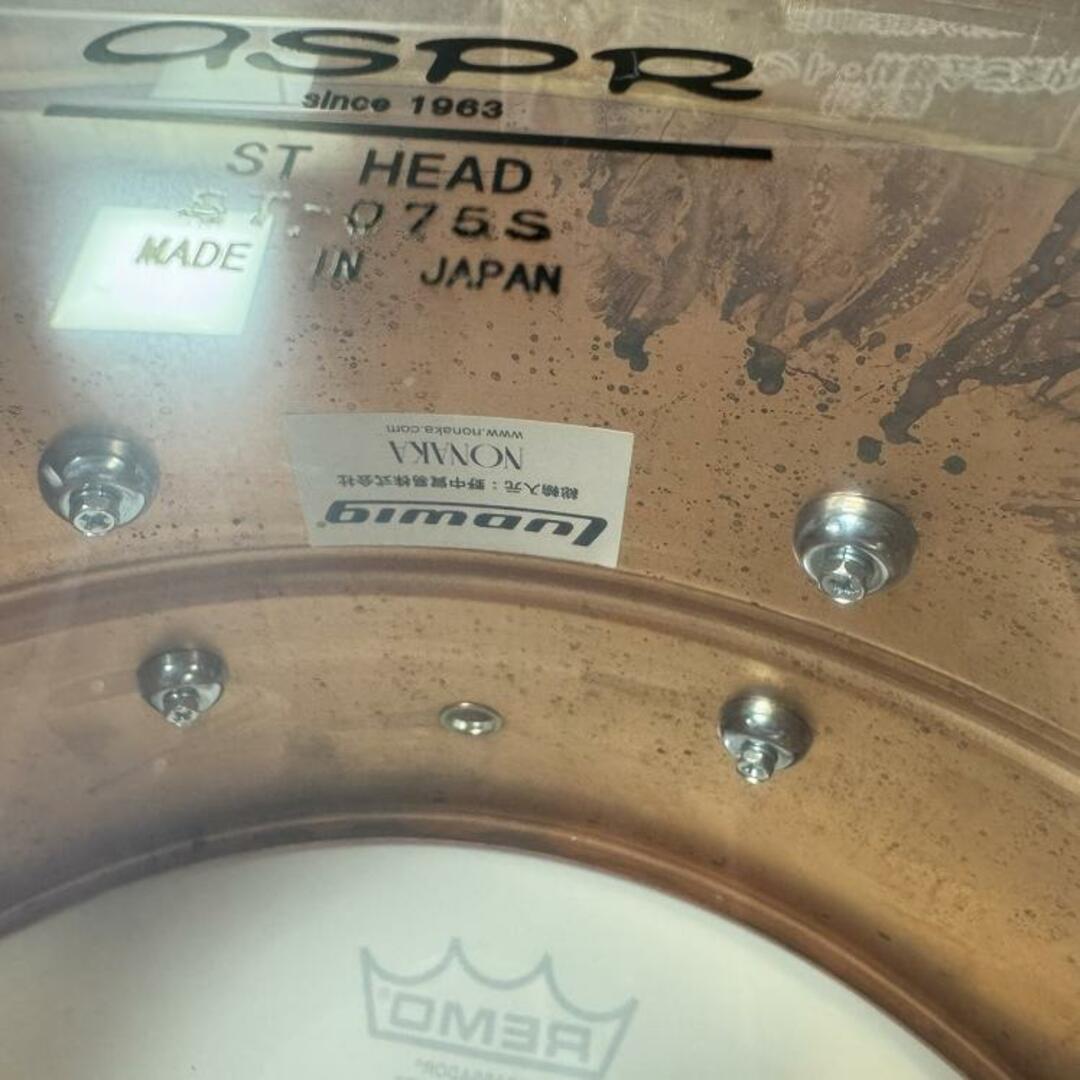 aspr
since 1963
ST HEAD
ST-075S
MADE IN JAPAN
Ludwig®
総輸入元：野中貿易株式会社
NONAKA
www.nonaka.com
REMO®